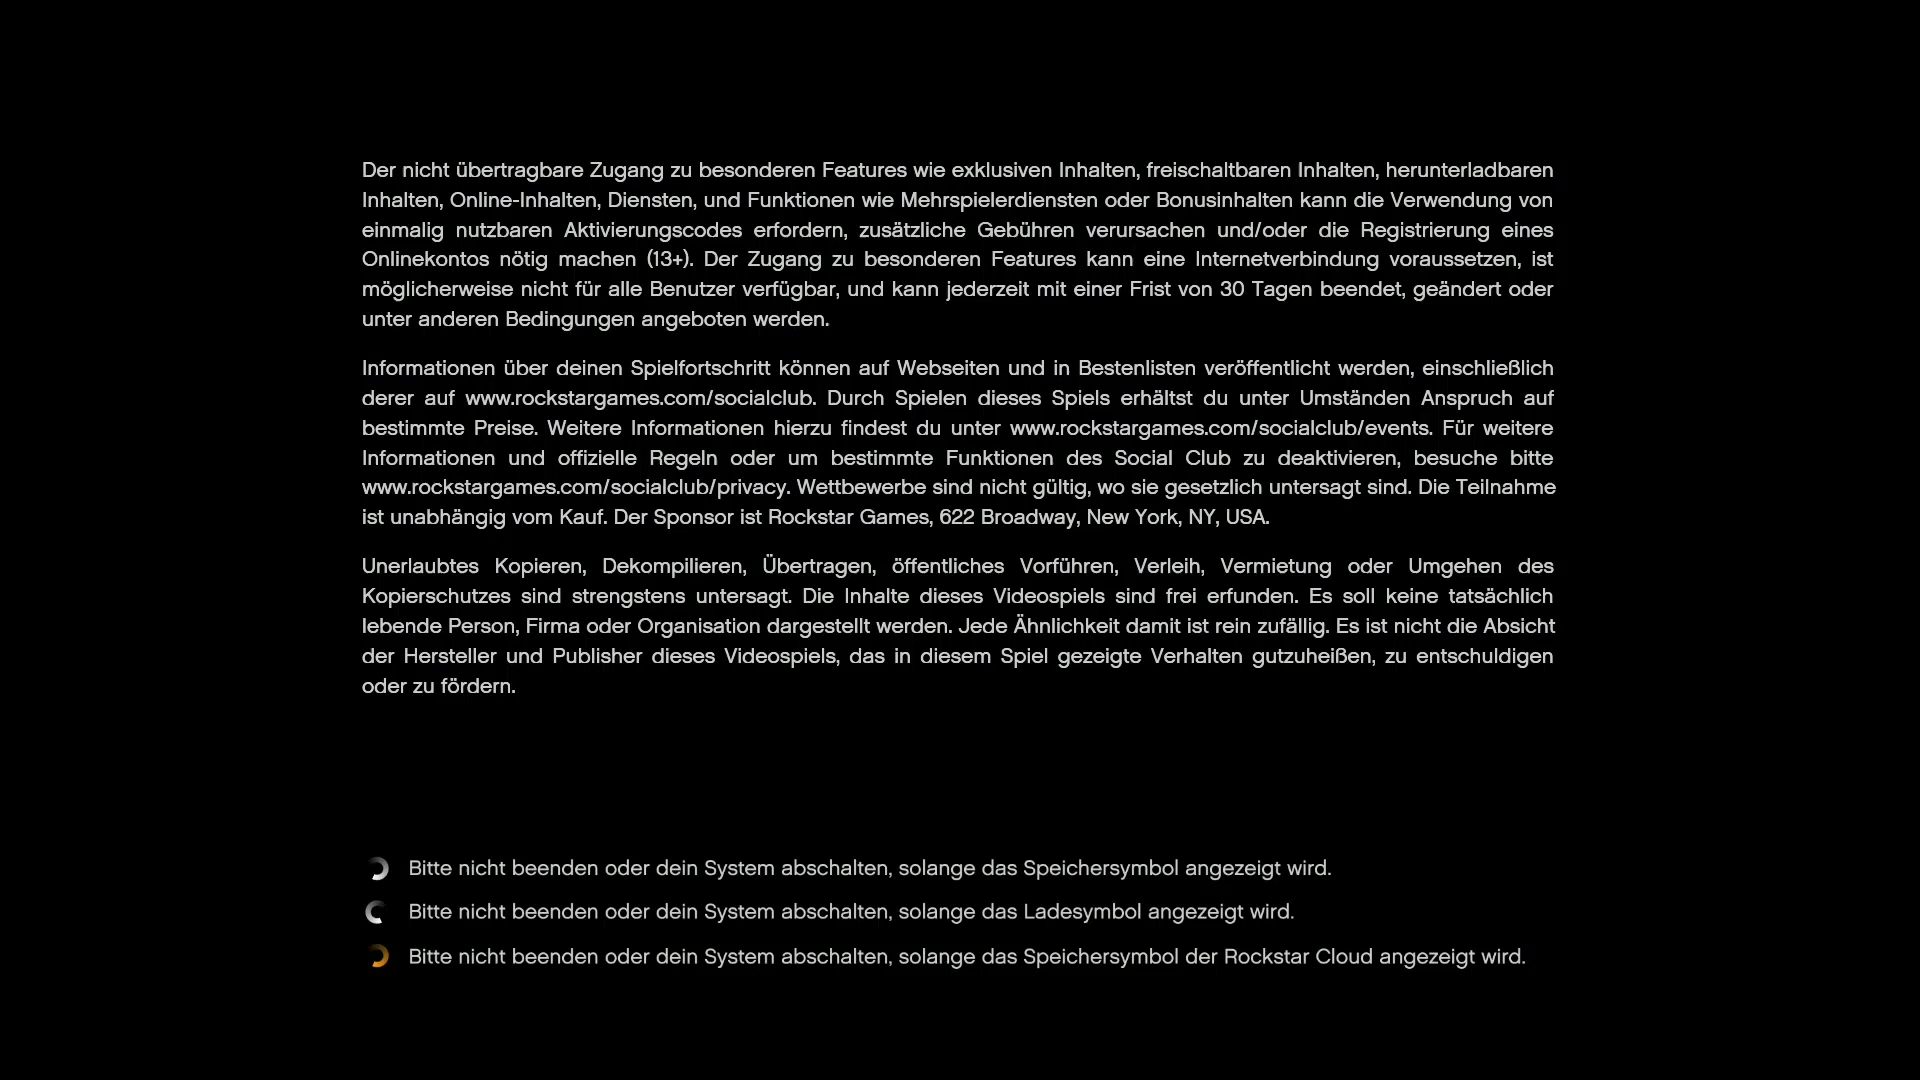 Der nicht übertragbare Zugang zu besonderen Features wie exklusiven Inhalten, freischaltbaren Inhalten, herunterladbaren
Inhalten, Online-Inhalten, Diensten, und Funktionen wie Mehrspielerdiensten oder Bonusinhalten kann die Verwendung von
einmalig nutzbaren Aktivierungscodes erfordern, zusätzliche Gebühren verursachen und/oder die Registrierung eines
Onlinekontos nötig machen (13+). Der Zugang zu besonderen Features kann eine Internetverbindung voraussetzen, ist
möglicherweise nicht für alle Benutzer verfügbar, und kann jederzeit mit einer Frist von 30 Tagen beendet, geändert oder
unter anderen Bedingungen angeboten werden.
Informationen über deinen Spielfortschritt können auf Webseiten und in Bestenlisten veröffentlicht werden, einschließlich
derer auf www.rockstargames.com/socialclub. Durch Spielen dieses Spiels erhältst du unter Umständen Anspruch auf
bestimmte Preise. Weitere Informationen hierzu findest du unter www.rockstargames.com/socialclub/events. Für weitere
Informationen und offizielle Regeln oder um bestimmte Funktionen des Social Club zu deaktivieren, besuche bitte
www.rockstargames.com/socialclub/privacy. Wettbewerbe sind nicht gültig, wo sie gesetzlich untersagt sind. Die Teilnahme
ist unabhängig vom Kauf. Der Sponsor ist Rockstar Games, 622 Broadway, New York, NY, USA.
Unerlaubtes Kopieren, Dekompilieren, Übertragen, öffentliches Vorführen, Verleih, Vermietung oder Umgehen des
Kopierschutzes sind strengstens untersagt. Die Inhalte dieses Videospiels sind frei erfunden. Es soll keine tatsächlich
lebende Person, Firma oder Organisation dargestellt werden. Jede Ähnlichkeit damit ist rein zufällig. Es ist nicht die Absicht
der Hersteller und Publisher dieses Videospiels, das in diesem Spiel gezeigte Verhalten gutzuheißen, zu entschuldigen
oder zu fördern.
Bitte nicht beenden oder dein System abschalten, solange das Speichersymbol angezeigt wird.
Bitte nicht beenden oder dein System abschalten, solange das Ladesymbol angezeigt wird.
Bitte nicht beenden oder dein System abschalten, solange das Speichersymbol der Rockstar Cloud angezeigt wird.